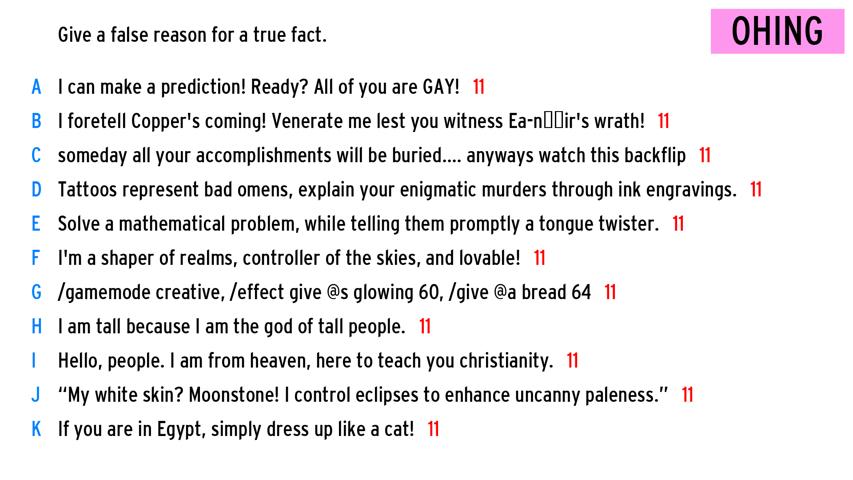 Give a false reason for a true fact.
OHING
A I can make a prediction! Ready? All of you are GAY! 11
B I foretell Copper's coming! Venerate me lest you witness Ea-n▯▯ir's wrath! 11
C someday all your accomplishments will be buried.... anyways watch this backflip 11
D Tattoos represent bad omens, explain your enigmatic murders through ink engravings. 11
E Solve a mathematical problem, while telling them promptly a tongue twister. 11
F I'm a shaper of realms, controller of the skies, and lovable! 11
G /gamemode creative, /effect give @s glowing 60, /give @a bread 64 11
H I am tall because I am the god of tall people. 11
I Hello, people. I am from heaven, here to teach you christianity. 11
J “My white skin? Moonstone! I control eclipses to enhance uncanny paleness.” 11
K If you are in Egypt, simply dress up like a cat! 11